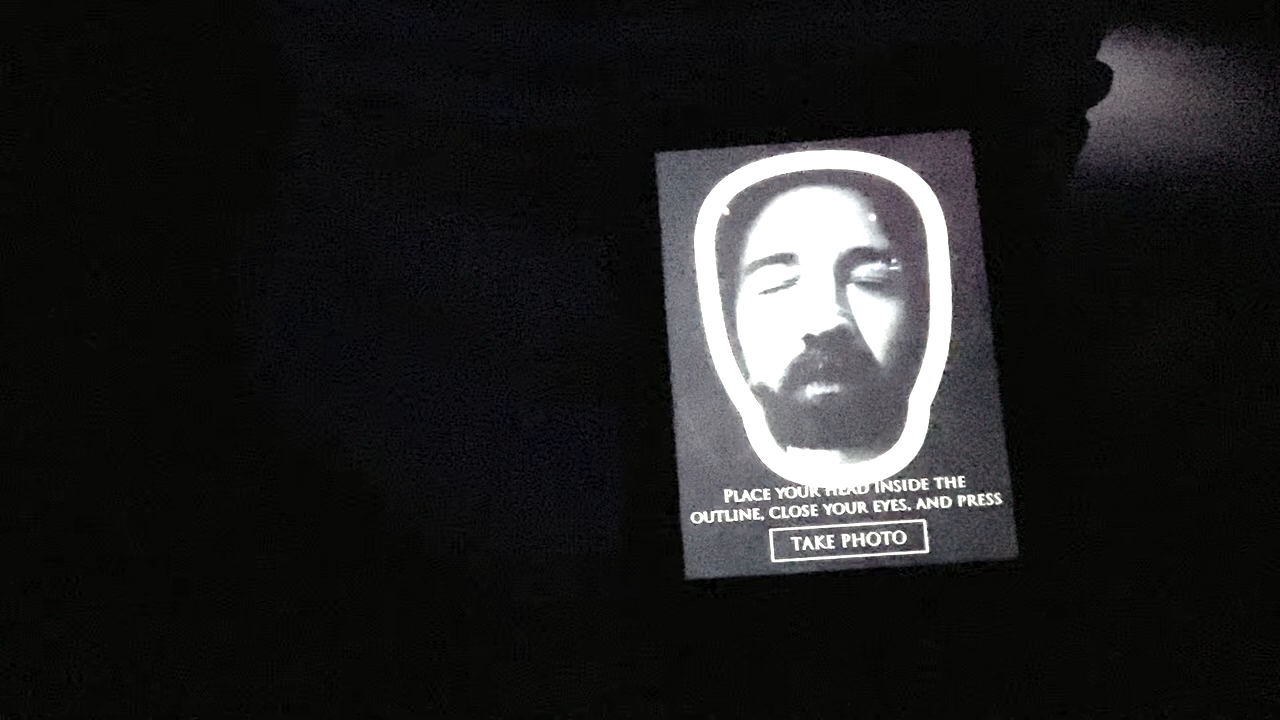 PLACE YOUR HEAD INSIDE THE
OUTLINE, CLOSE YOUR EYES, AND PRESS
TAKE PHOTO